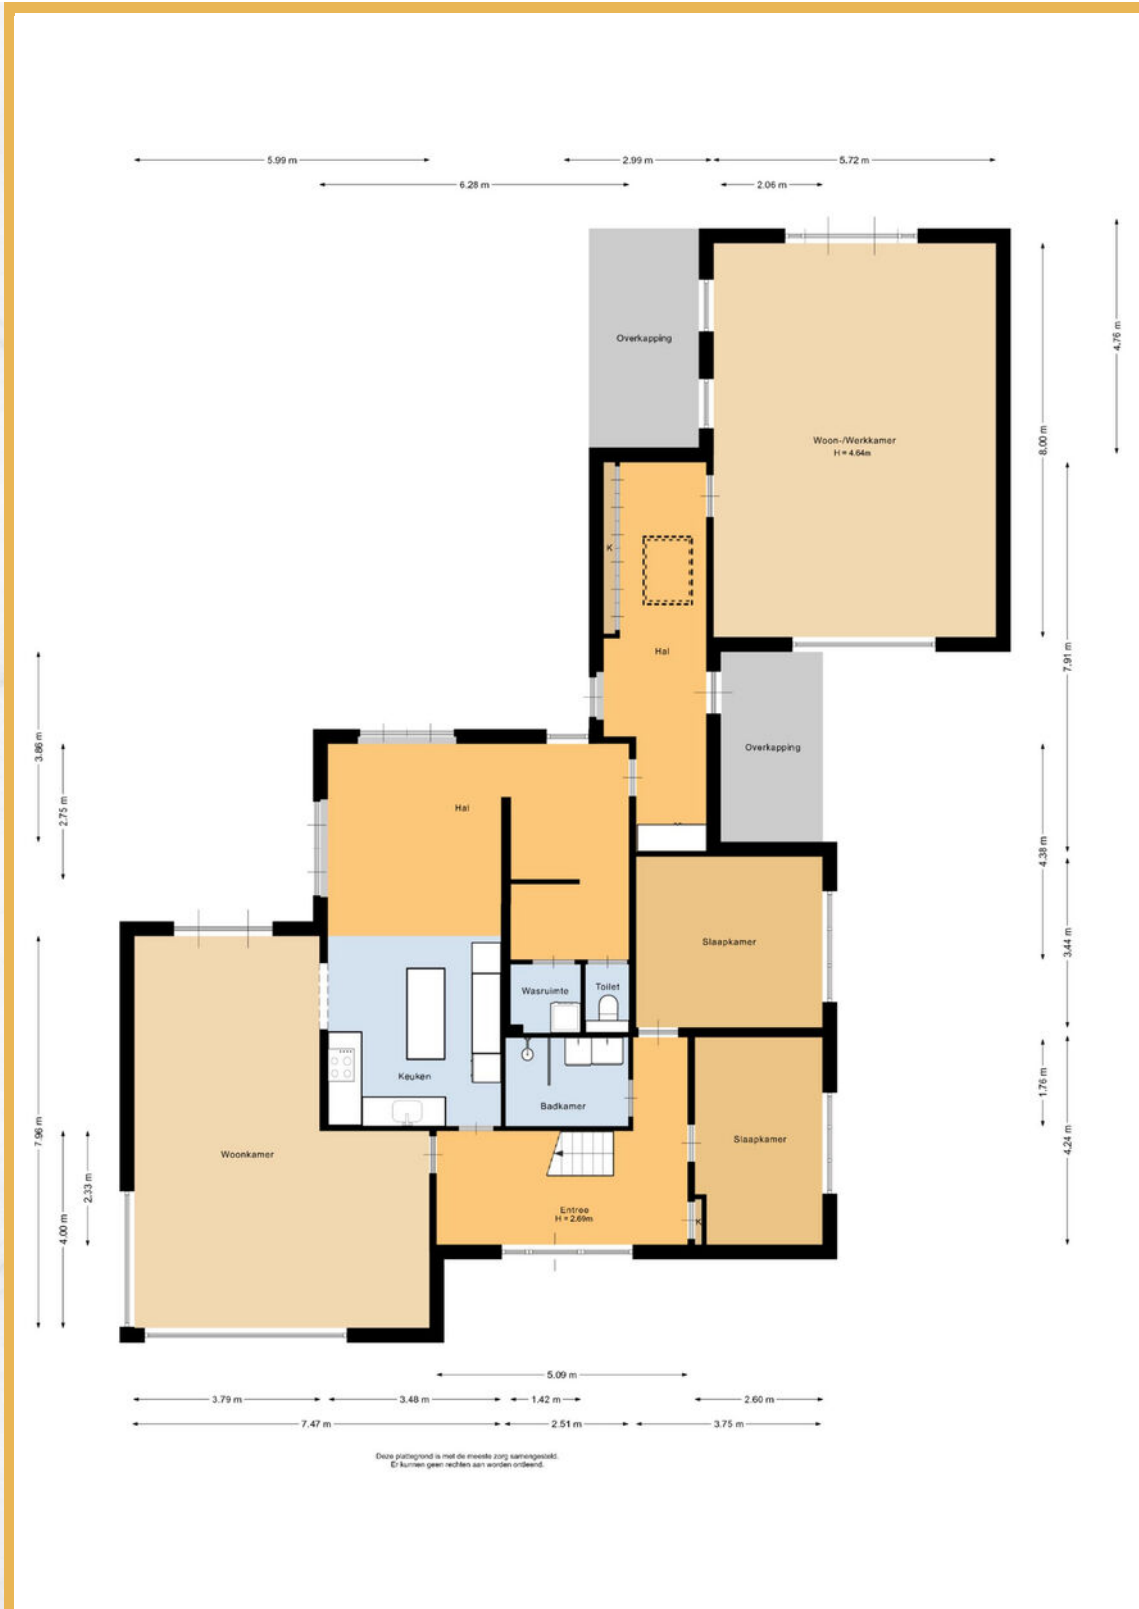 5.99 m
2.99 m
5.72 m
6.28 m
2.06 m
4.76 m
Overkapping
8.00 m
Woon-/Werkkamer
H = 4.64m
K
Hal
7.91 m
3.86 m
Overkapping
2.75 m
Hal
4.38 m
Slaapkamer
3.44 m
Wasruimte
Toilet
Keuken
1.76 m
Badkamer
7.96 m
Woonkamer
Slaapkamer
4.24 m
2.33 m
4.00 m
Entree
H = 2.69m
K
5.09 m
3.79 m
3.48 m
1.42 m
2.60 m
7.47 m
2.51 m
3.75 m
Deze plattegrond is met de meeste zorg samengesteld.
Er kunnen geen rechten aan worden ontleend.